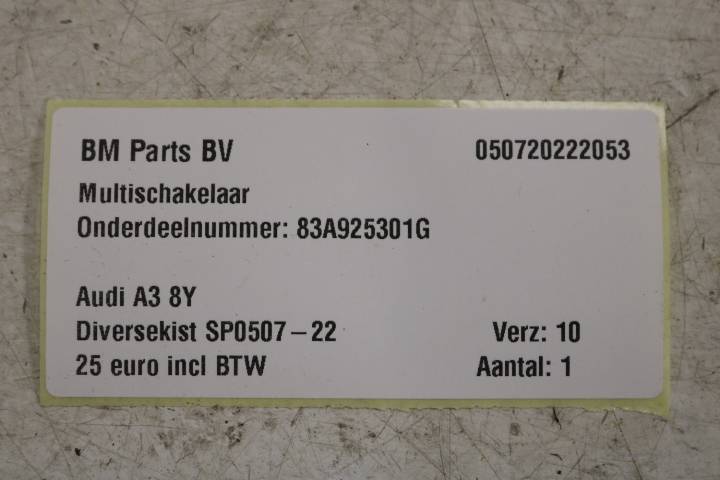 BM Parts BV 050720222053
Multischakelaar
Onderdeelnummer: 83A925301G
Audi A3 8Y
Diversekist SP0507-22 Verz: 10
25 euro incl BTW Aantal: 1